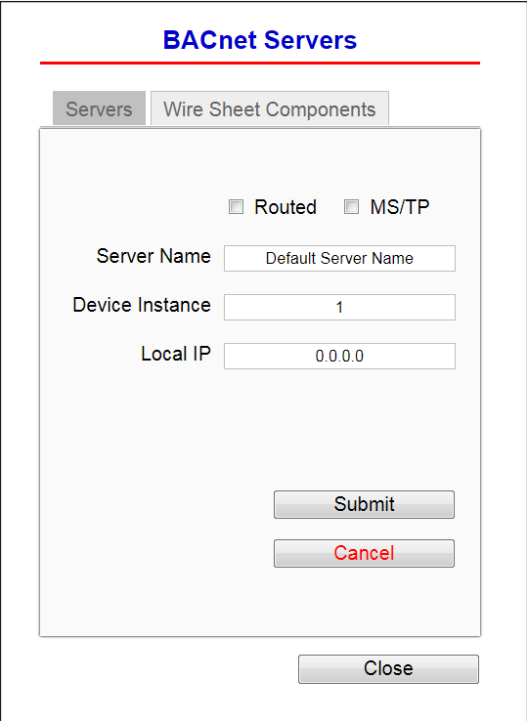 BACnet Servers
Servers Wire Sheet Components
Routed MS/TP
Server Name Default Server Name
Device Instance 1
Local IP 0.0.0.0
Submit
Cancel
Close